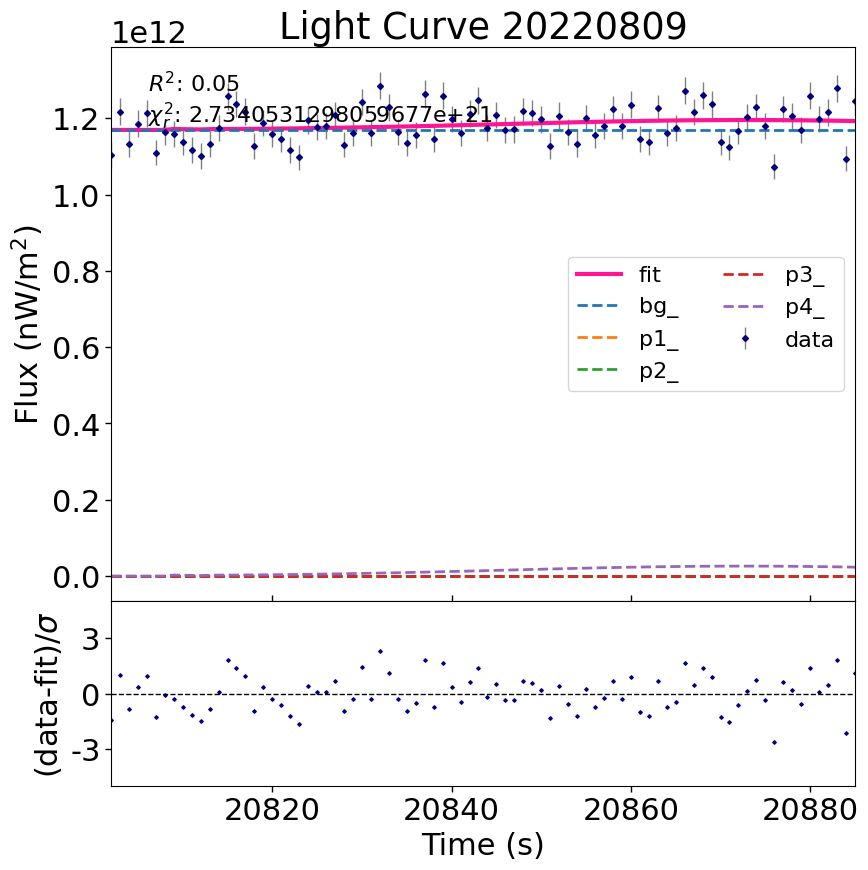 Light Curve 20220809
1e12
R²: 0.05
χ²ᵣ: 2.7340531298059677e+21
1.2
1.0
0.8
0.6
0.4
0.2
0.0
Flux (nW/m²)
fit
bg_
p1_
p2_
p3_
p4_
data
3
0
-3
(data-fit)/σ
20820 20840 20860 20880
Time (s)